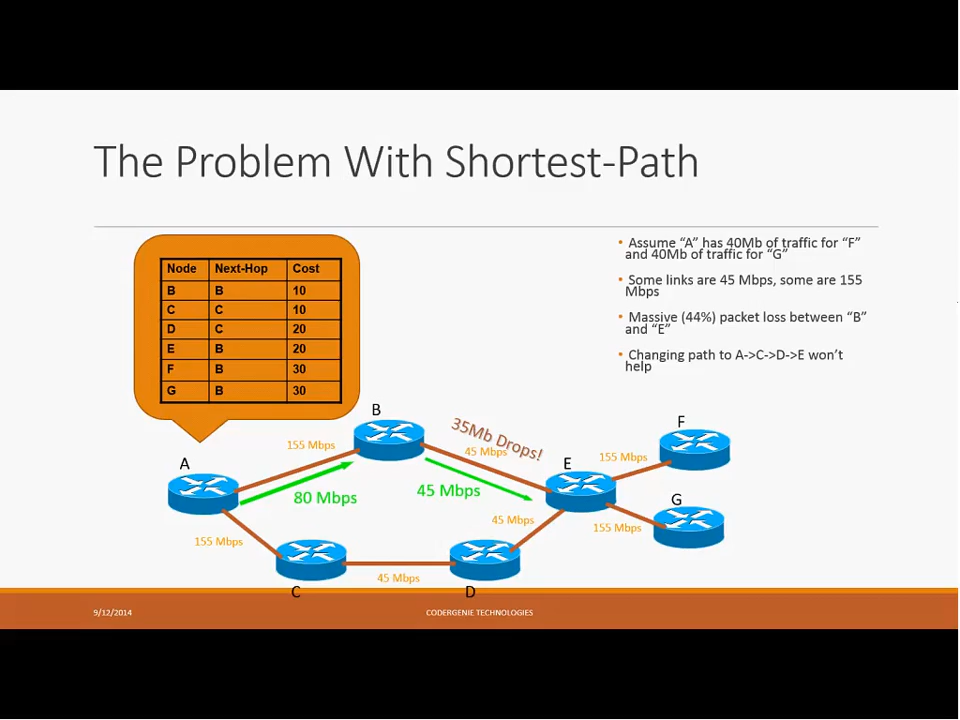 The Problem With Shortest-Path
Node Next-Hop Cost
B B 10
C C 10
D C 20
E B 20
F B 30
G B 30
• Assume “A” has 40Mb of traffic for “F”
and 40Mb of traffic for “G”
• Some links are 45 Mbps, some are 155
Mbps
• Massive (44%) packet loss between “B”
and “E”
• Changing path to A->C->D->E won’t
help
B
35Mb Drops!
155 Mbps
45 Mbps
F
A
E
155 Mbps
80 Mbps
45 Mbps
G
45 Mbps
155 Mbps
155 Mbps
45 Mbps
C
D
9/12/2014
CODERGENIE TECHNOLOGIES